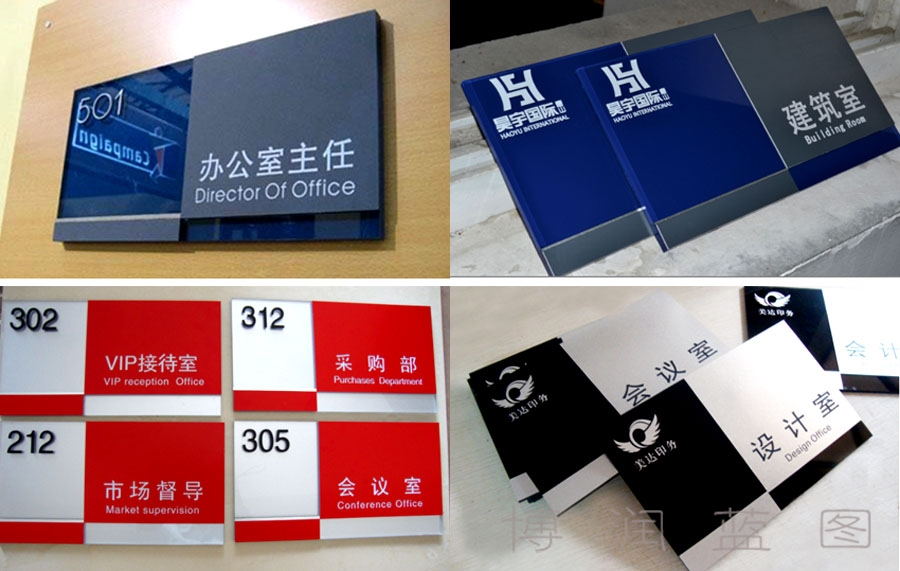 501
Campaign
办公室主任
Director Of Office
昊宇国际
HAOYU INTERNATIONAL
昊宇国际
HAOYU INTERNATIONAL
建筑室
Building Room
302
VIP接待室
VIP reception Office
312
采购部
Purchases Department
212
市场督导
Market supervision
305
会议室
Conference Office
美达印务
会议室
美达印务
设计室
Design Office
美达印务
会计
博阅蓝图